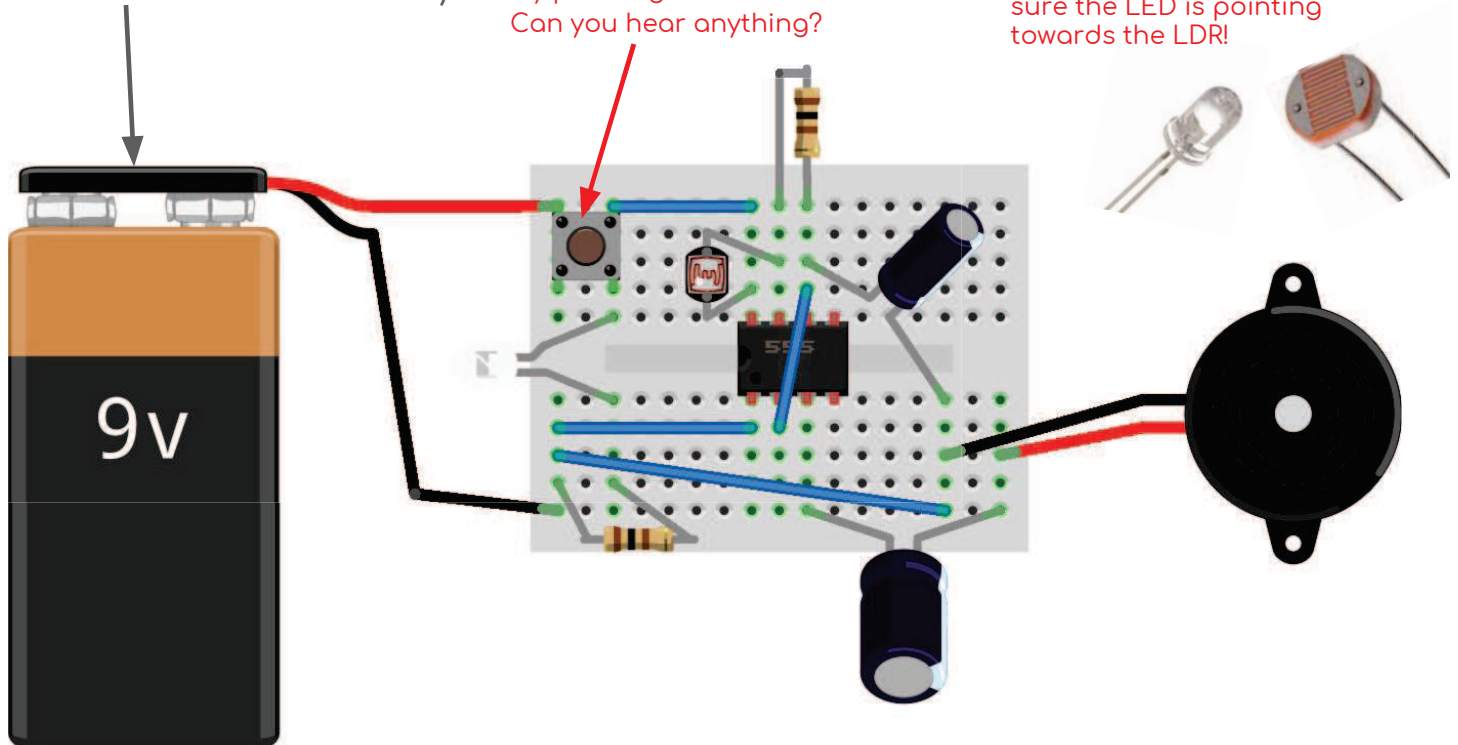 Can you hear anything?
sure the LED is pointing
towards the LDR!
555
9v